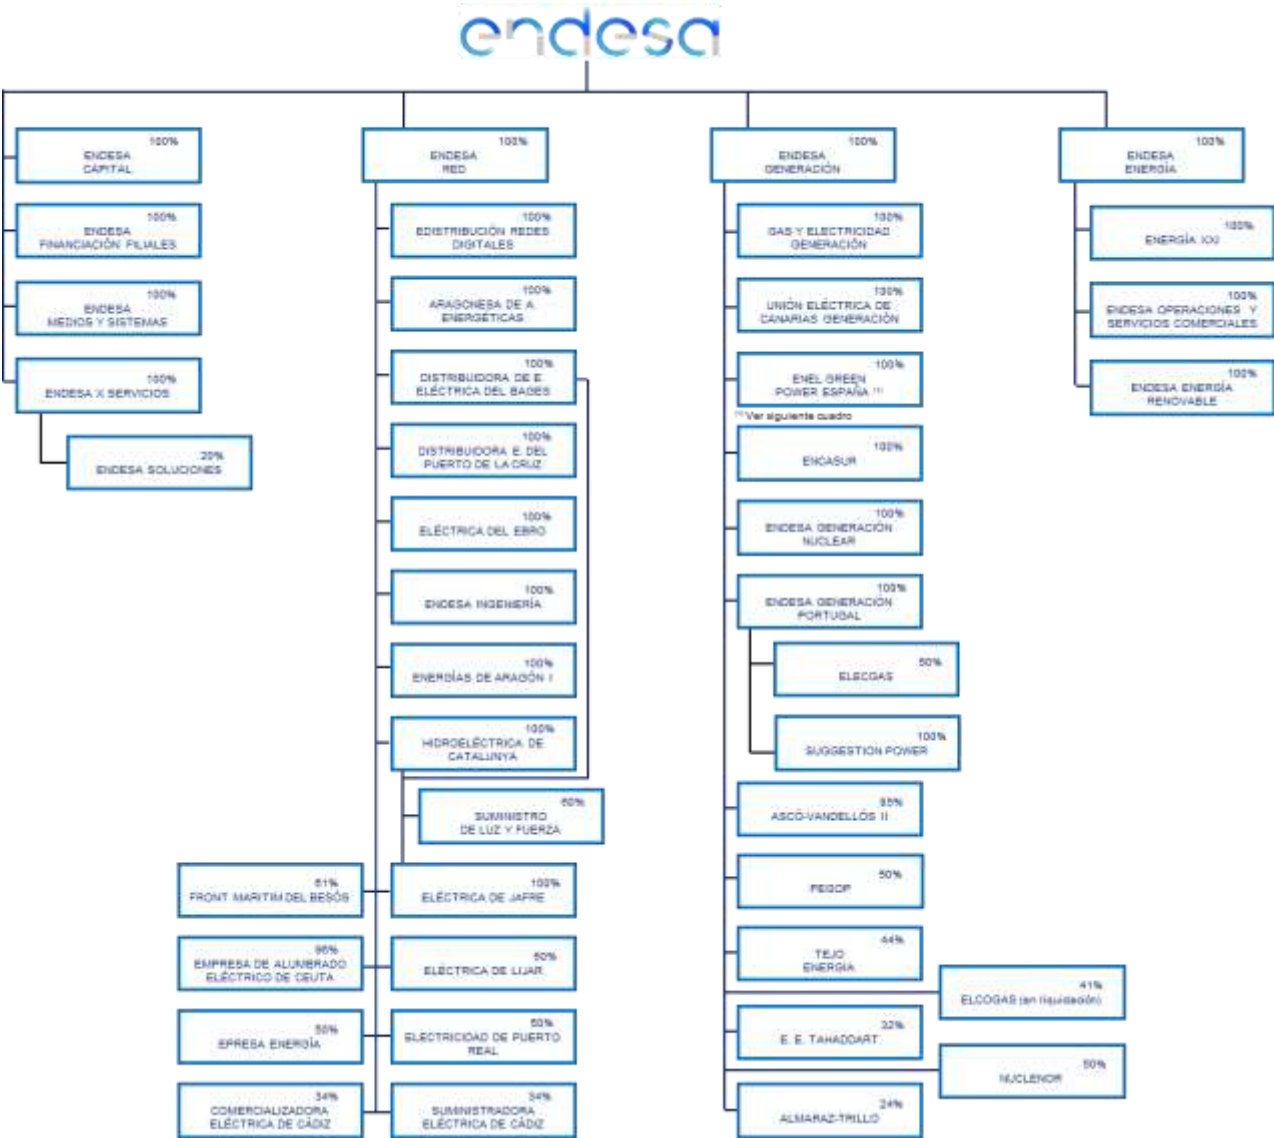 endesa
100%
ENDESA
CAPITAL
100%
ENDESA
FINANCIACIÓN FILIALES
100%
ENDESA
MEDIOS Y SISTEMAS
100%
ENDESA X SERVICIOS
20%
ENDESA SOLUCIONES
100%
ENDESA
RED
100%
EDISTRIBUCIÓN REDES
DIGITALES
100%
ARAGONESA DE A.
ENERGÉTICAS
100%
DISTRIBUIDORA DE E.
ELÉCTRICA DEL BAGES
100%
DISTRIBUIDORA E. DEL
PUERTO DE LA CRUZ
100%
ELÉCTRICA DEL EBRO
100%
ENDESA INGENIERÍA
100%
ENERGÍAS DE ARAGÓN I
100%
HIDROELÉCTRICA DE
CATALUNYA
60%
SUMINISTRO
DE LUZ Y FUERZA
61%
FRONT MARITIM DEL BESÒS
100%
ELÉCTRICA DE JAFRE
96%
EMPRESA DE ALUMBRADO
ELÉCTRICO DE CEUTA
50%
ELÉCTRICA DE LIJAR
50%
EPRESA ENERGÍA
50%
ELECTRICIDAD DE PUERTO
REAL
34%
COMERCIALIZADORA
ELÉCTRICA DE CÁDIZ
34%
SUMINISTRADORA
ELÉCTRICA DE CÁDIZ
100%
ENDESA
GENERACIÓN
100%
GAS Y ELECTRICIDAD
GENERACIÓN
100%
UNIÓN ELÉCTRICA DE
CANARIAS GENERACIÓN
100%
ENEL GREEN
POWER ESPAÑA (1)
(1) Ver siguiente cuadro
100%
ENCASUR
100%
ENDESA GENERACIÓN
NUCLEAR
100%
ENDESA GENERACIÓN
PORTUGAL
50%
ELECGAS
100%
SUGGESTION POWER
85%
ASCÓ-VANDELLÓS II
50%
PEGOP
44%
TEJO
ENERGÍA
41%
ELCOGAS (en liquidación)
32%
E. E. TAHADDART
50%
NUCLENOR
24%
ALMARAZ-TRILLO
100%
ENDESA
ENERGÍA
100%
ENERGÍA XXI
100%
ENDESA OPERACIONES Y
SERVICIOS COMERCIALES
100%
ENDESA ENERGÍA
RENOVABLE